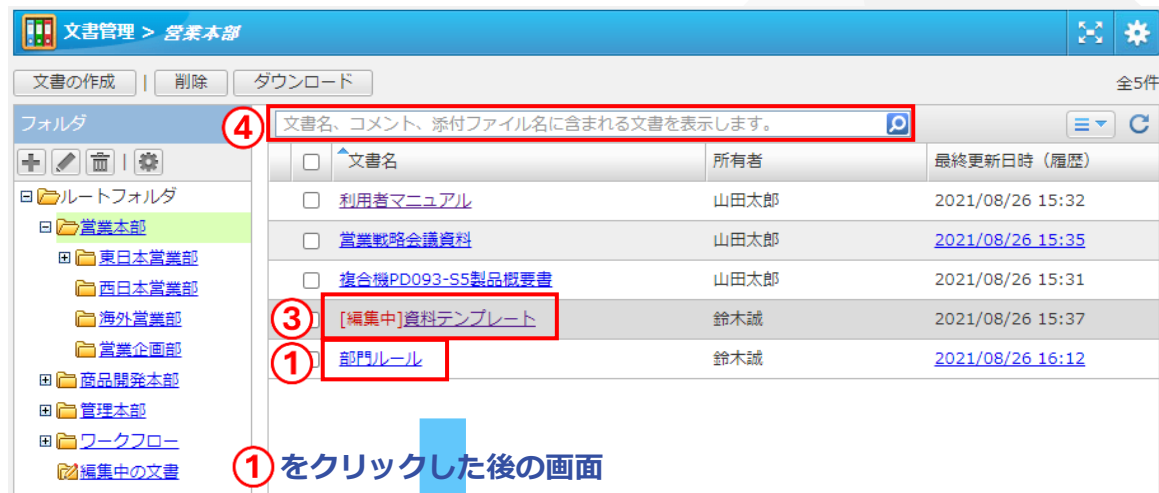 文書管理 > 営業本部
文書の作成 | 削除 ダウンロード 全5件
フォルダ
④ 文書名、コメント、添付ファイル名に含まれる文書を表示します。
文書名 所有者 最終更新日時（履歴）
ルートフォルダ
営業本部
東日本営業部
西日本営業部
海外営業部
営業企画部
商品開発本部
管理本部
ワークフロー
編集中の文書
利用者マニュアル 山田太郎 2021/08/26 15:32
営業戦略会議資料 山田太郎 2021/08/26 15:35
複合機PD093-S5製品概要書 山田太郎 2021/08/26 15:31
③ [編集中]資料テンプレート 鈴木誠 2021/08/26 15:37
① 部門ルール 鈴木誠 2021/08/26 16:12
①をクリックした後の画面